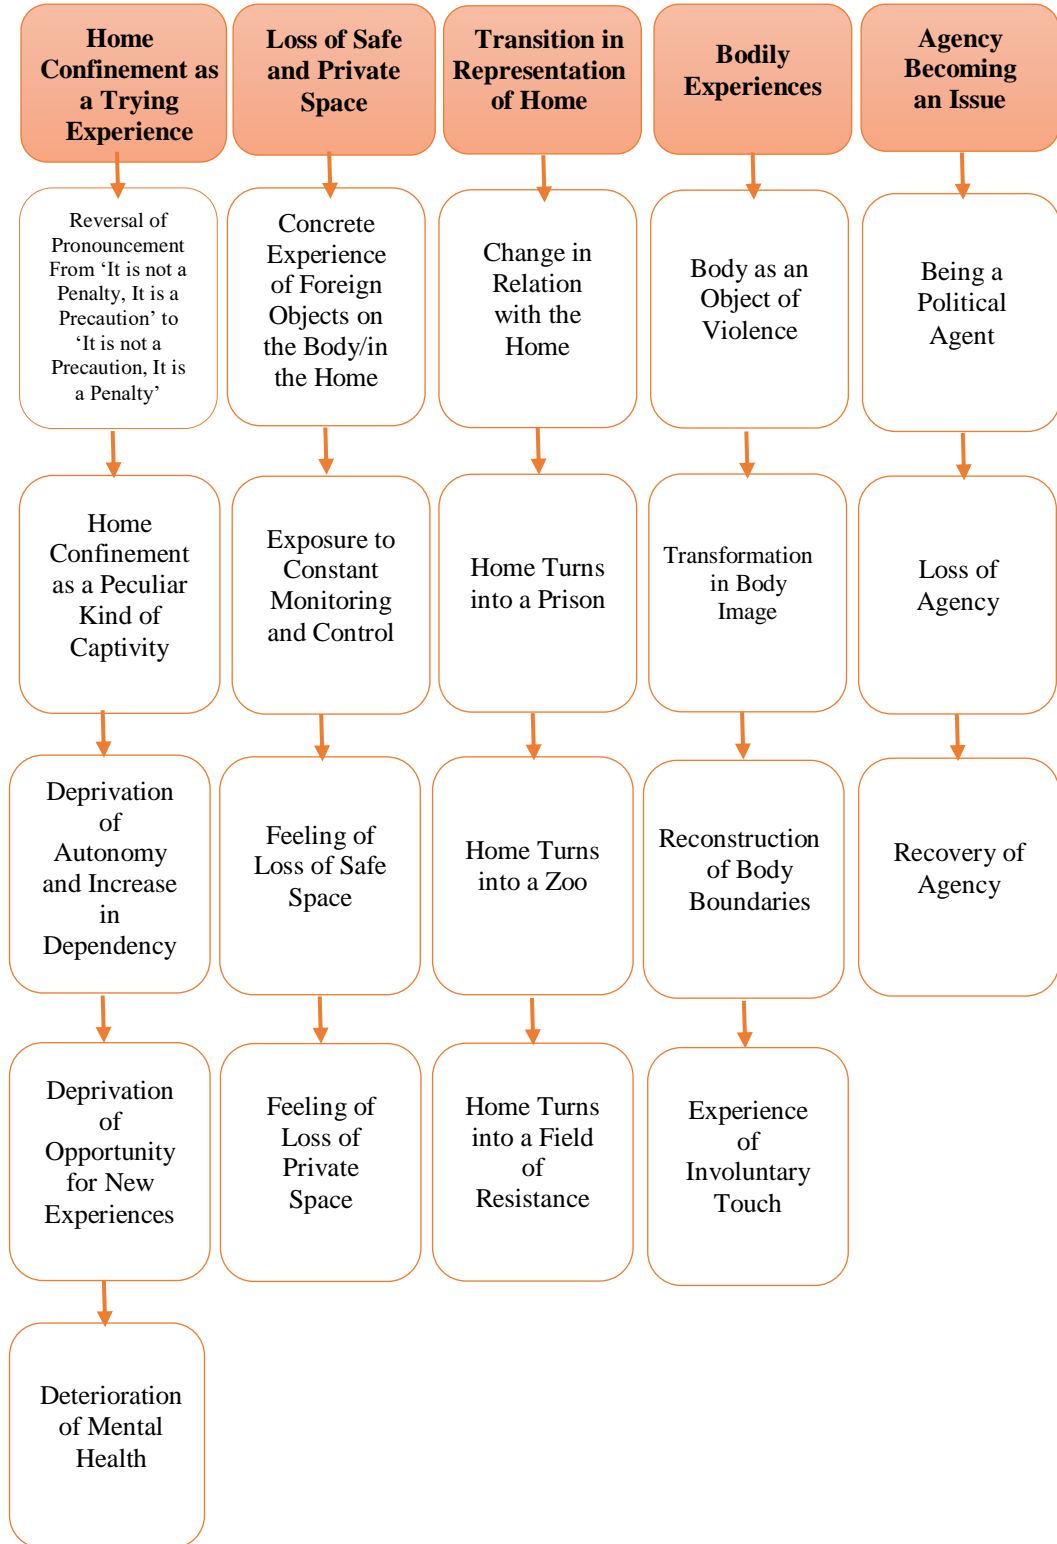 Home
Confinement as
a Trying
Experience
Loss of Safe
and Private
Space
Transition in
Representation
of Home
Bodily
Experiences
Agency
Becoming
an Issue
Reversal of
Pronouncement
From ‘It is not a
Penalty, It is a
Precaution’ to
‘It is not a
Precaution, It is
a Penalty’
Concrete
Experience
of Foreign
Objects on
the Body/in
the Home
Change in
Relation
with the
Home
Body as an
Object of
Violence
Being a
Political
Agent
Home
Confinement
as a Peculiar
Kind of
Captivity
Exposure to
Constant
Monitoring
and Control
Home Turns
into a Prison
Transformation
in Body
Image
Loss of
Agency
Deprivation
of
Autonomy
and Increase
in
Dependency
Feeling of
Loss of Safe
Space
Home Turns
into a Zoo
Reconstruction
of Body
Boundaries
Recovery of
Agency
Deprivation
of
Opportunity
for New
Experiences
Feeling of
Loss of
Private
Space
Home Turns
into a Field
of
Resistance
Experience
of
Involuntary
Touch
Deterioration
of Mental
Health